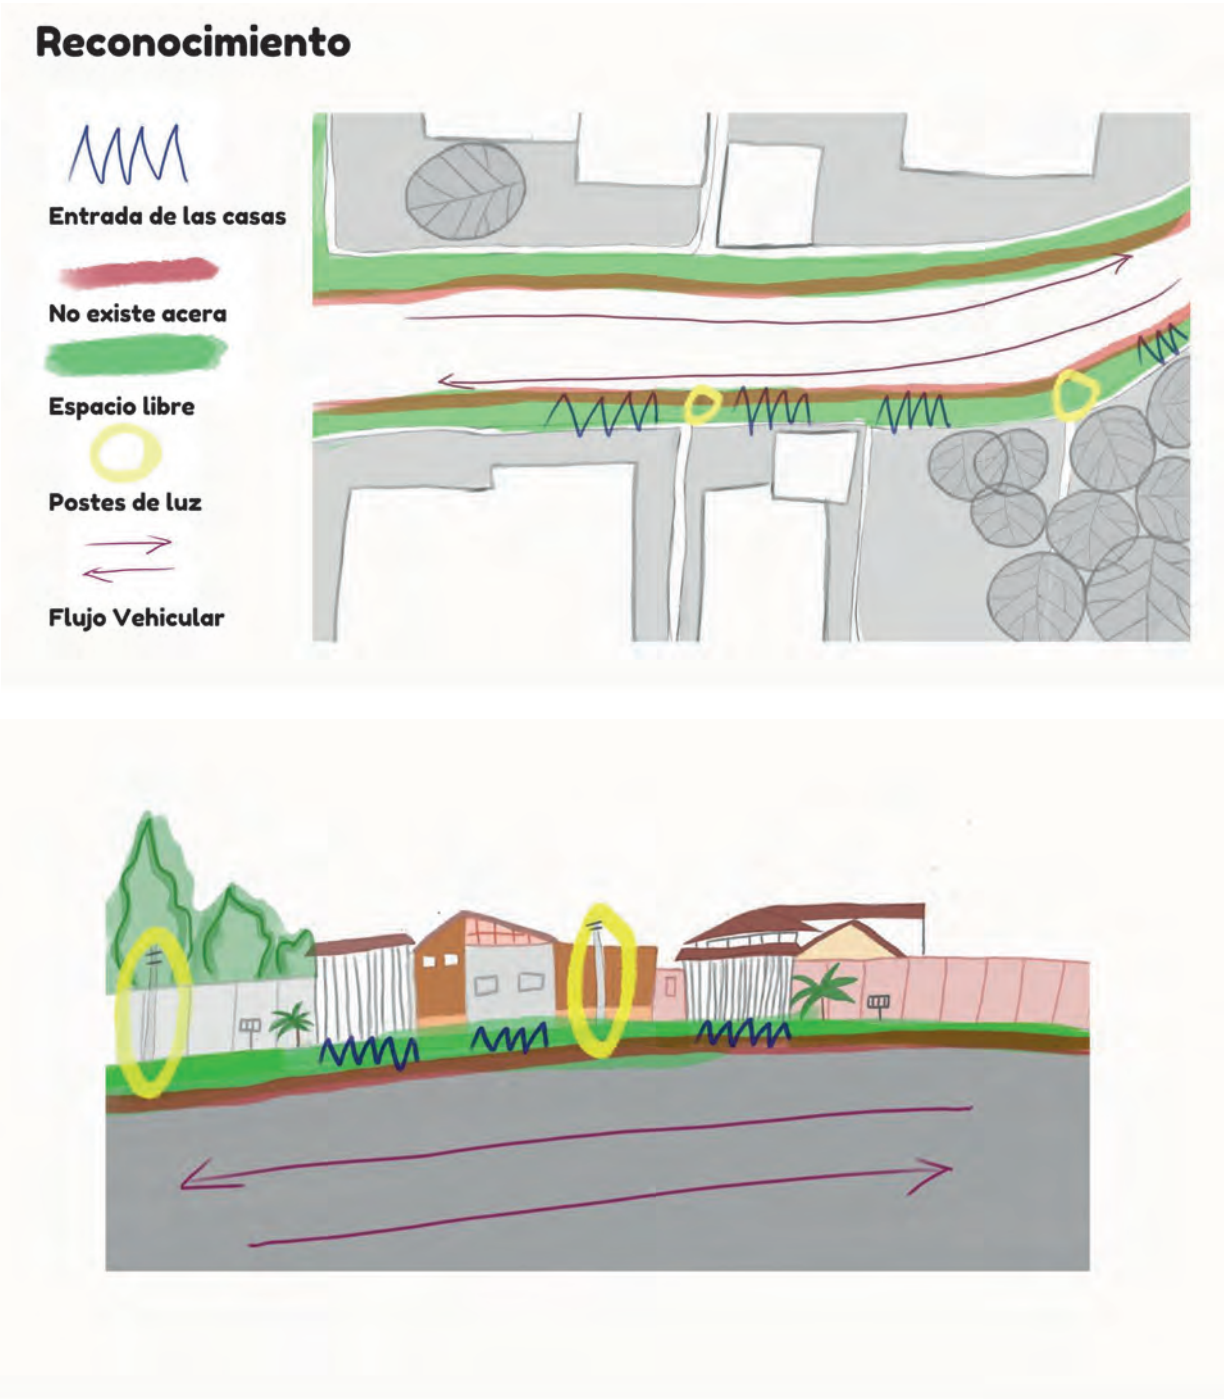 Reconocimiento
Entrada de las casas
No existe acera
Espacio libre
Postes de luz
Flujo Vehicular